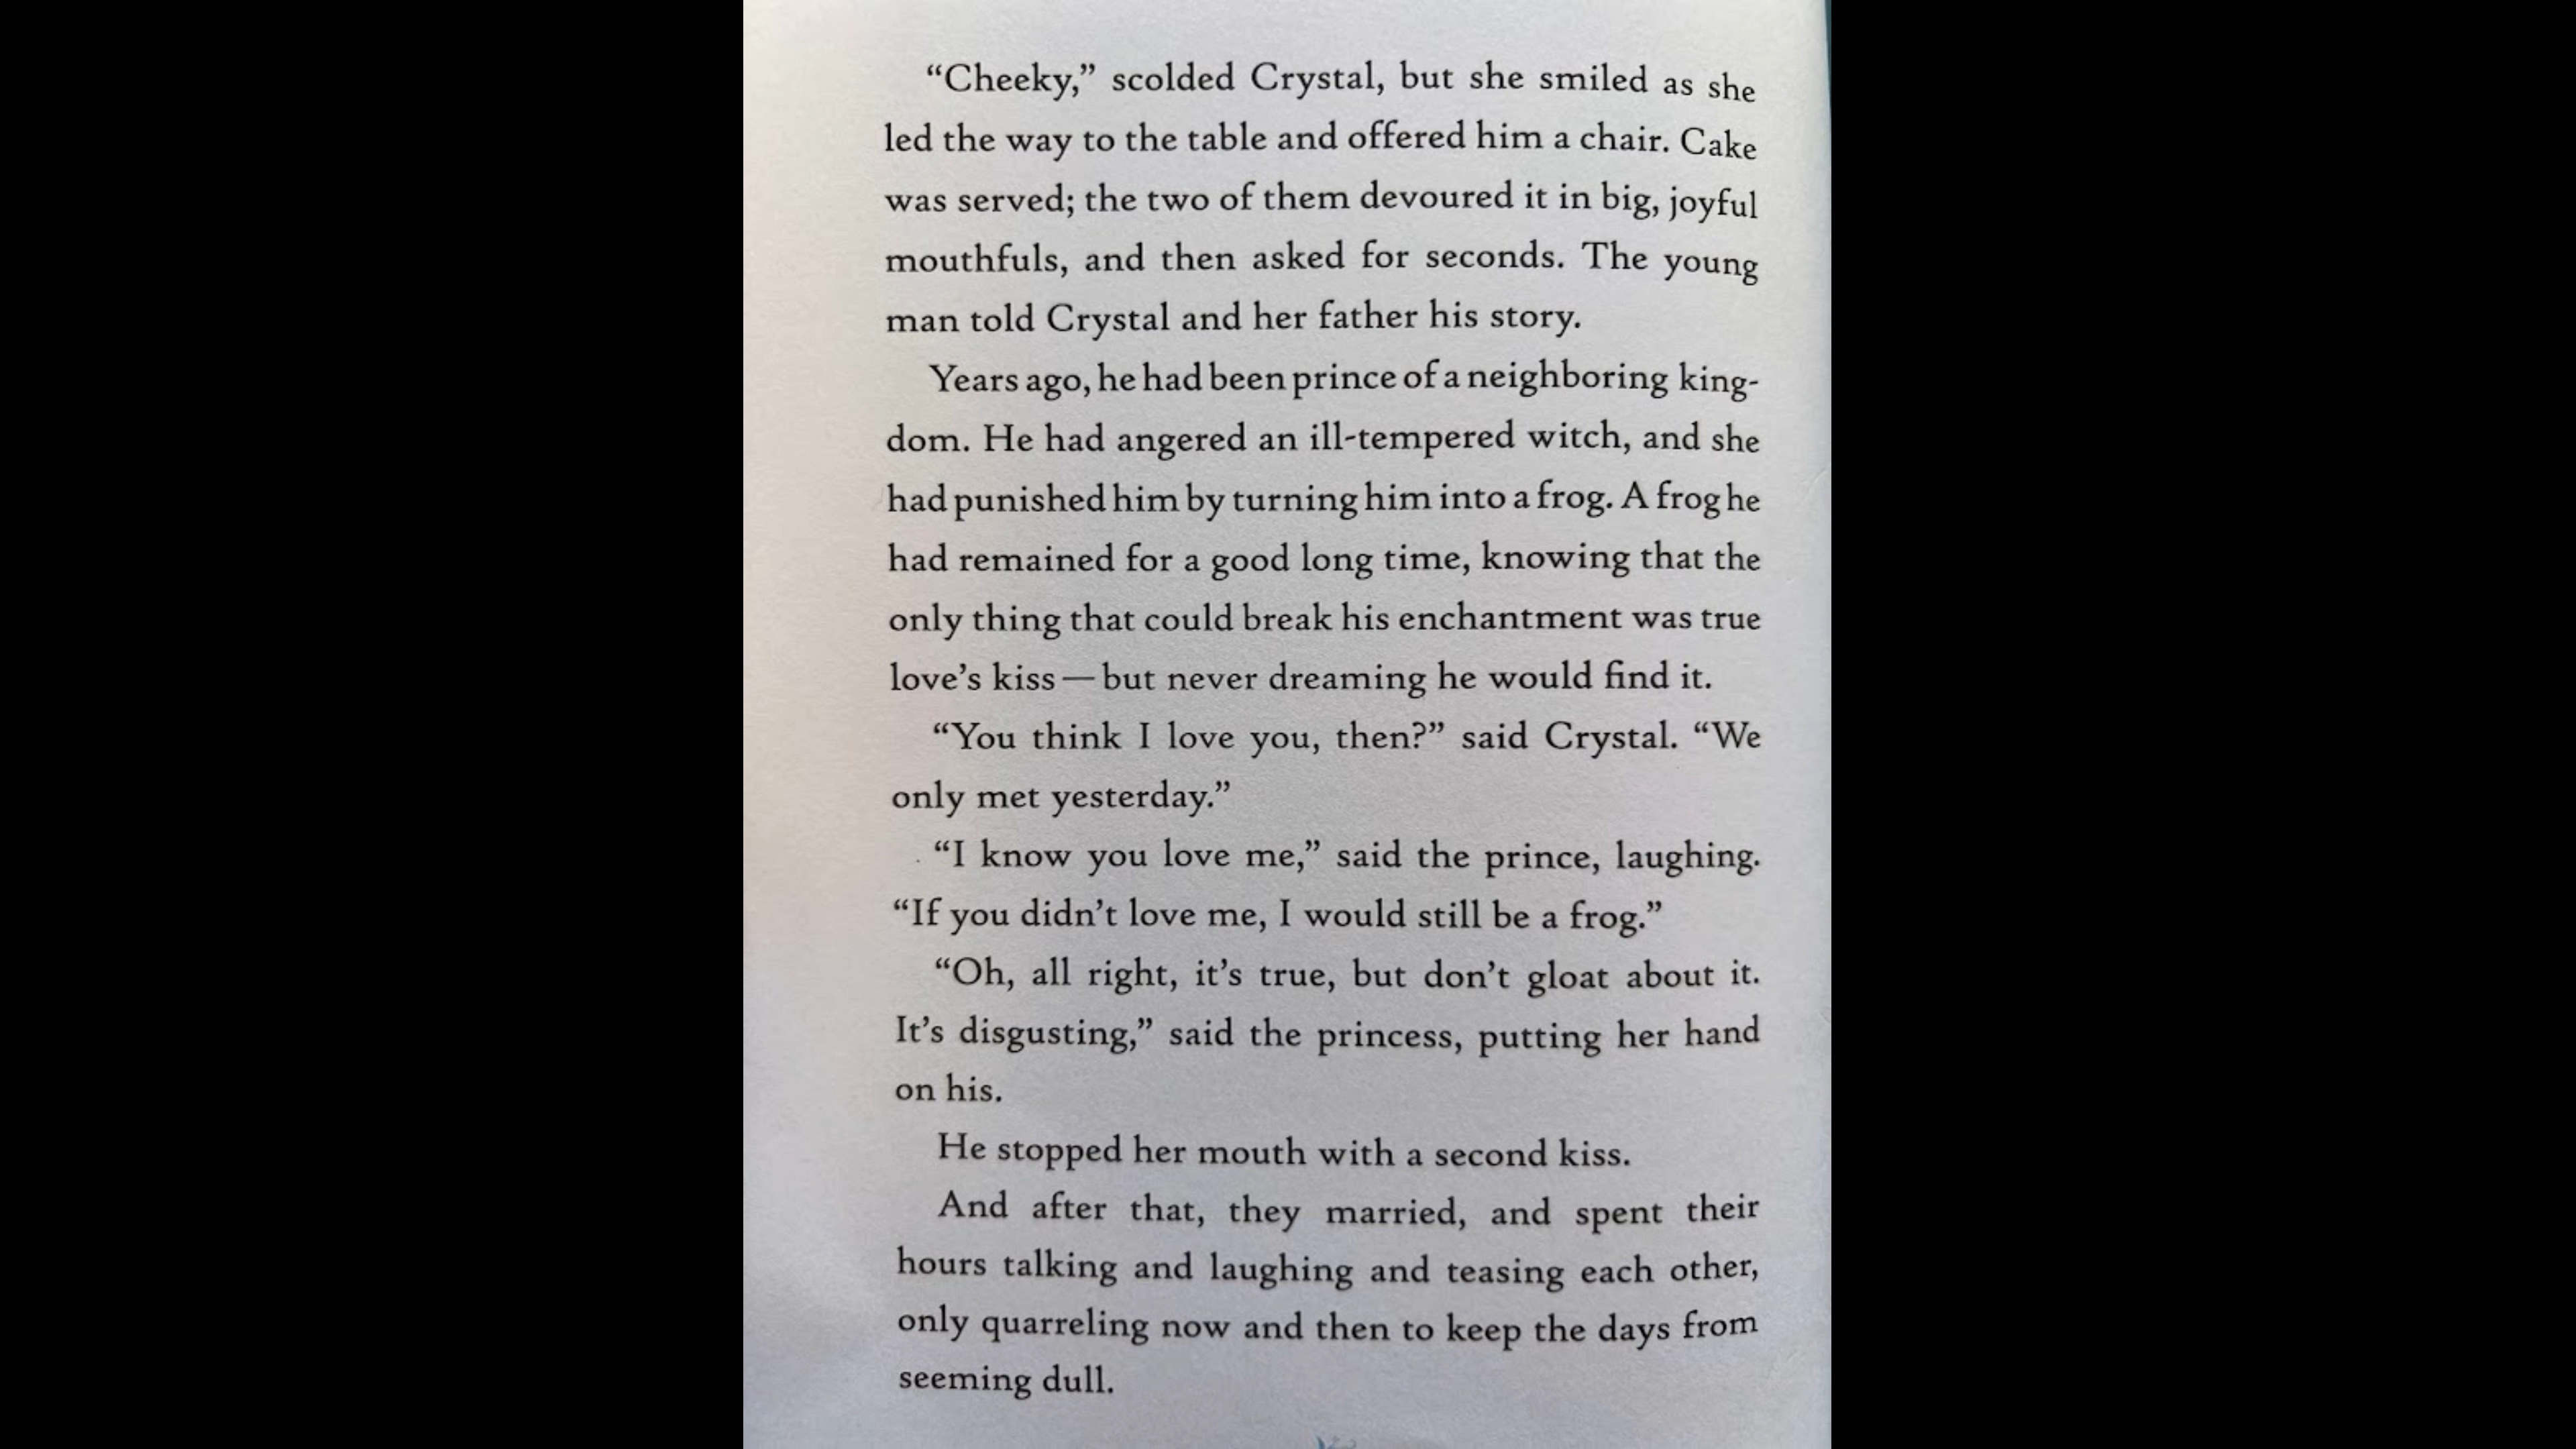 “Cheeky,” scolded Crystal, but she smiled as she
led the way to the table and offered him a chair. Cake
was served; the two of them devoured it in big, joyful
mouthfuls, and then asked for seconds. The young
man told Crystal and her father his story.
Years ago, he had been prince of a neighboring king-
dom. He had angered an ill-tempered witch, and she
had punished him by turning him into a frog. A frog he
had remained for a good long time, knowing that the
only thing that could break his enchantment was true
love’s kiss—but never dreaming he would find it.
“You think I love you, then?” said Crystal. “We
only met yesterday.”
“I know you love me,” said the prince, laughing.
“If you didn’t love me, I would still be a frog.”
“Oh, all right, it’s true, but don’t gloat about it.
It’s disgusting,” said the princess, putting her hand
on his.
He stopped her mouth with a second kiss.
And after that, they married, and spent their
hours talking and laughing and teasing each other,
only quarreling now and then to keep the days from
seeming dull.